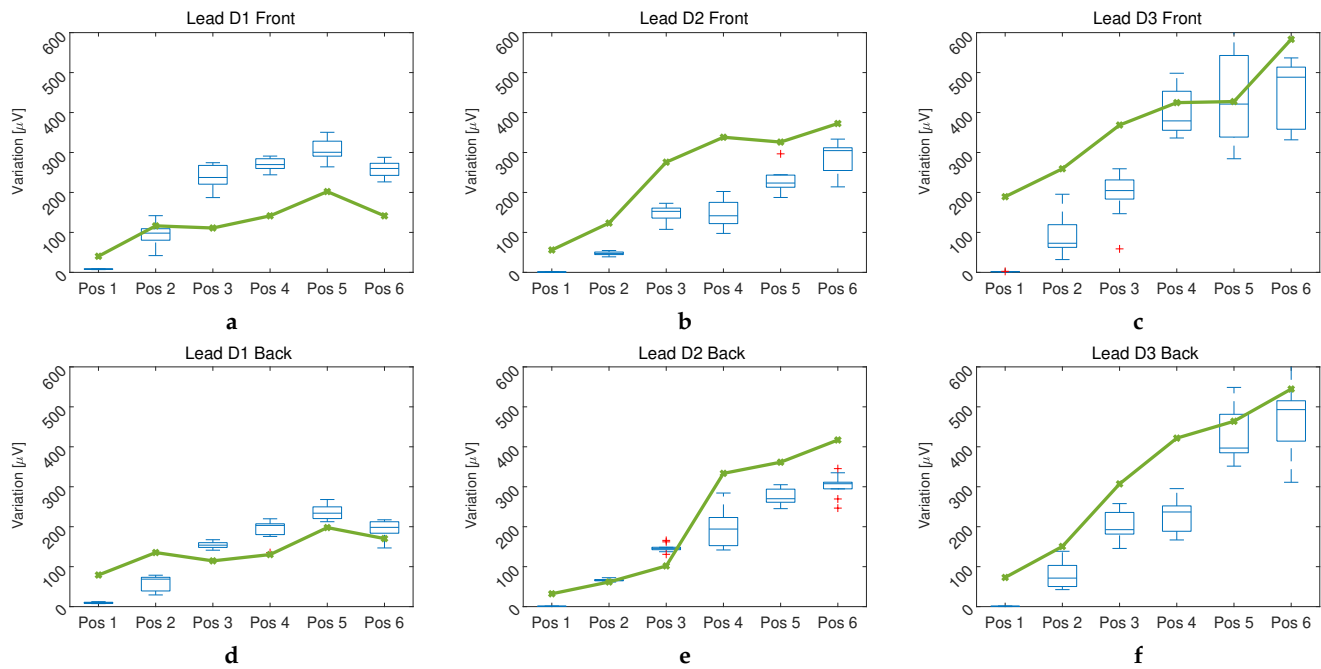 Lead D1 Front
Lead D2 Front
Lead D3 Front
Variation [μV]
600
500
400
300
200
100
0
Pos 1 Pos 2 Pos 3 Pos 4 Pos 5 Pos 6
a
Variation [μV]
600
500
400
300
200
100
0
Pos 1 Pos 2 Pos 3 Pos 4 Pos 5 Pos 6
b
Variation [μV]
600
500
400
300
200
100
0
Pos 1 Pos 2 Pos 3 Pos 4 Pos 5 Pos 6
c
Lead D1 Back
Lead D2 Back
Lead D3 Back
Variation [μV]
600
500
400
300
200
100
0
Pos 1 Pos 2 Pos 3 Pos 4 Pos 5 Pos 6
d
Variation [μV]
600
500
400
300
200
100
0
Pos 1 Pos 2 Pos 3 Pos 4 Pos 5 Pos 6
e
Variation [μV]
600
500
400
300
200
100
0
Pos 1 Pos 2 Pos 3 Pos 4 Pos 5 Pos 6
f